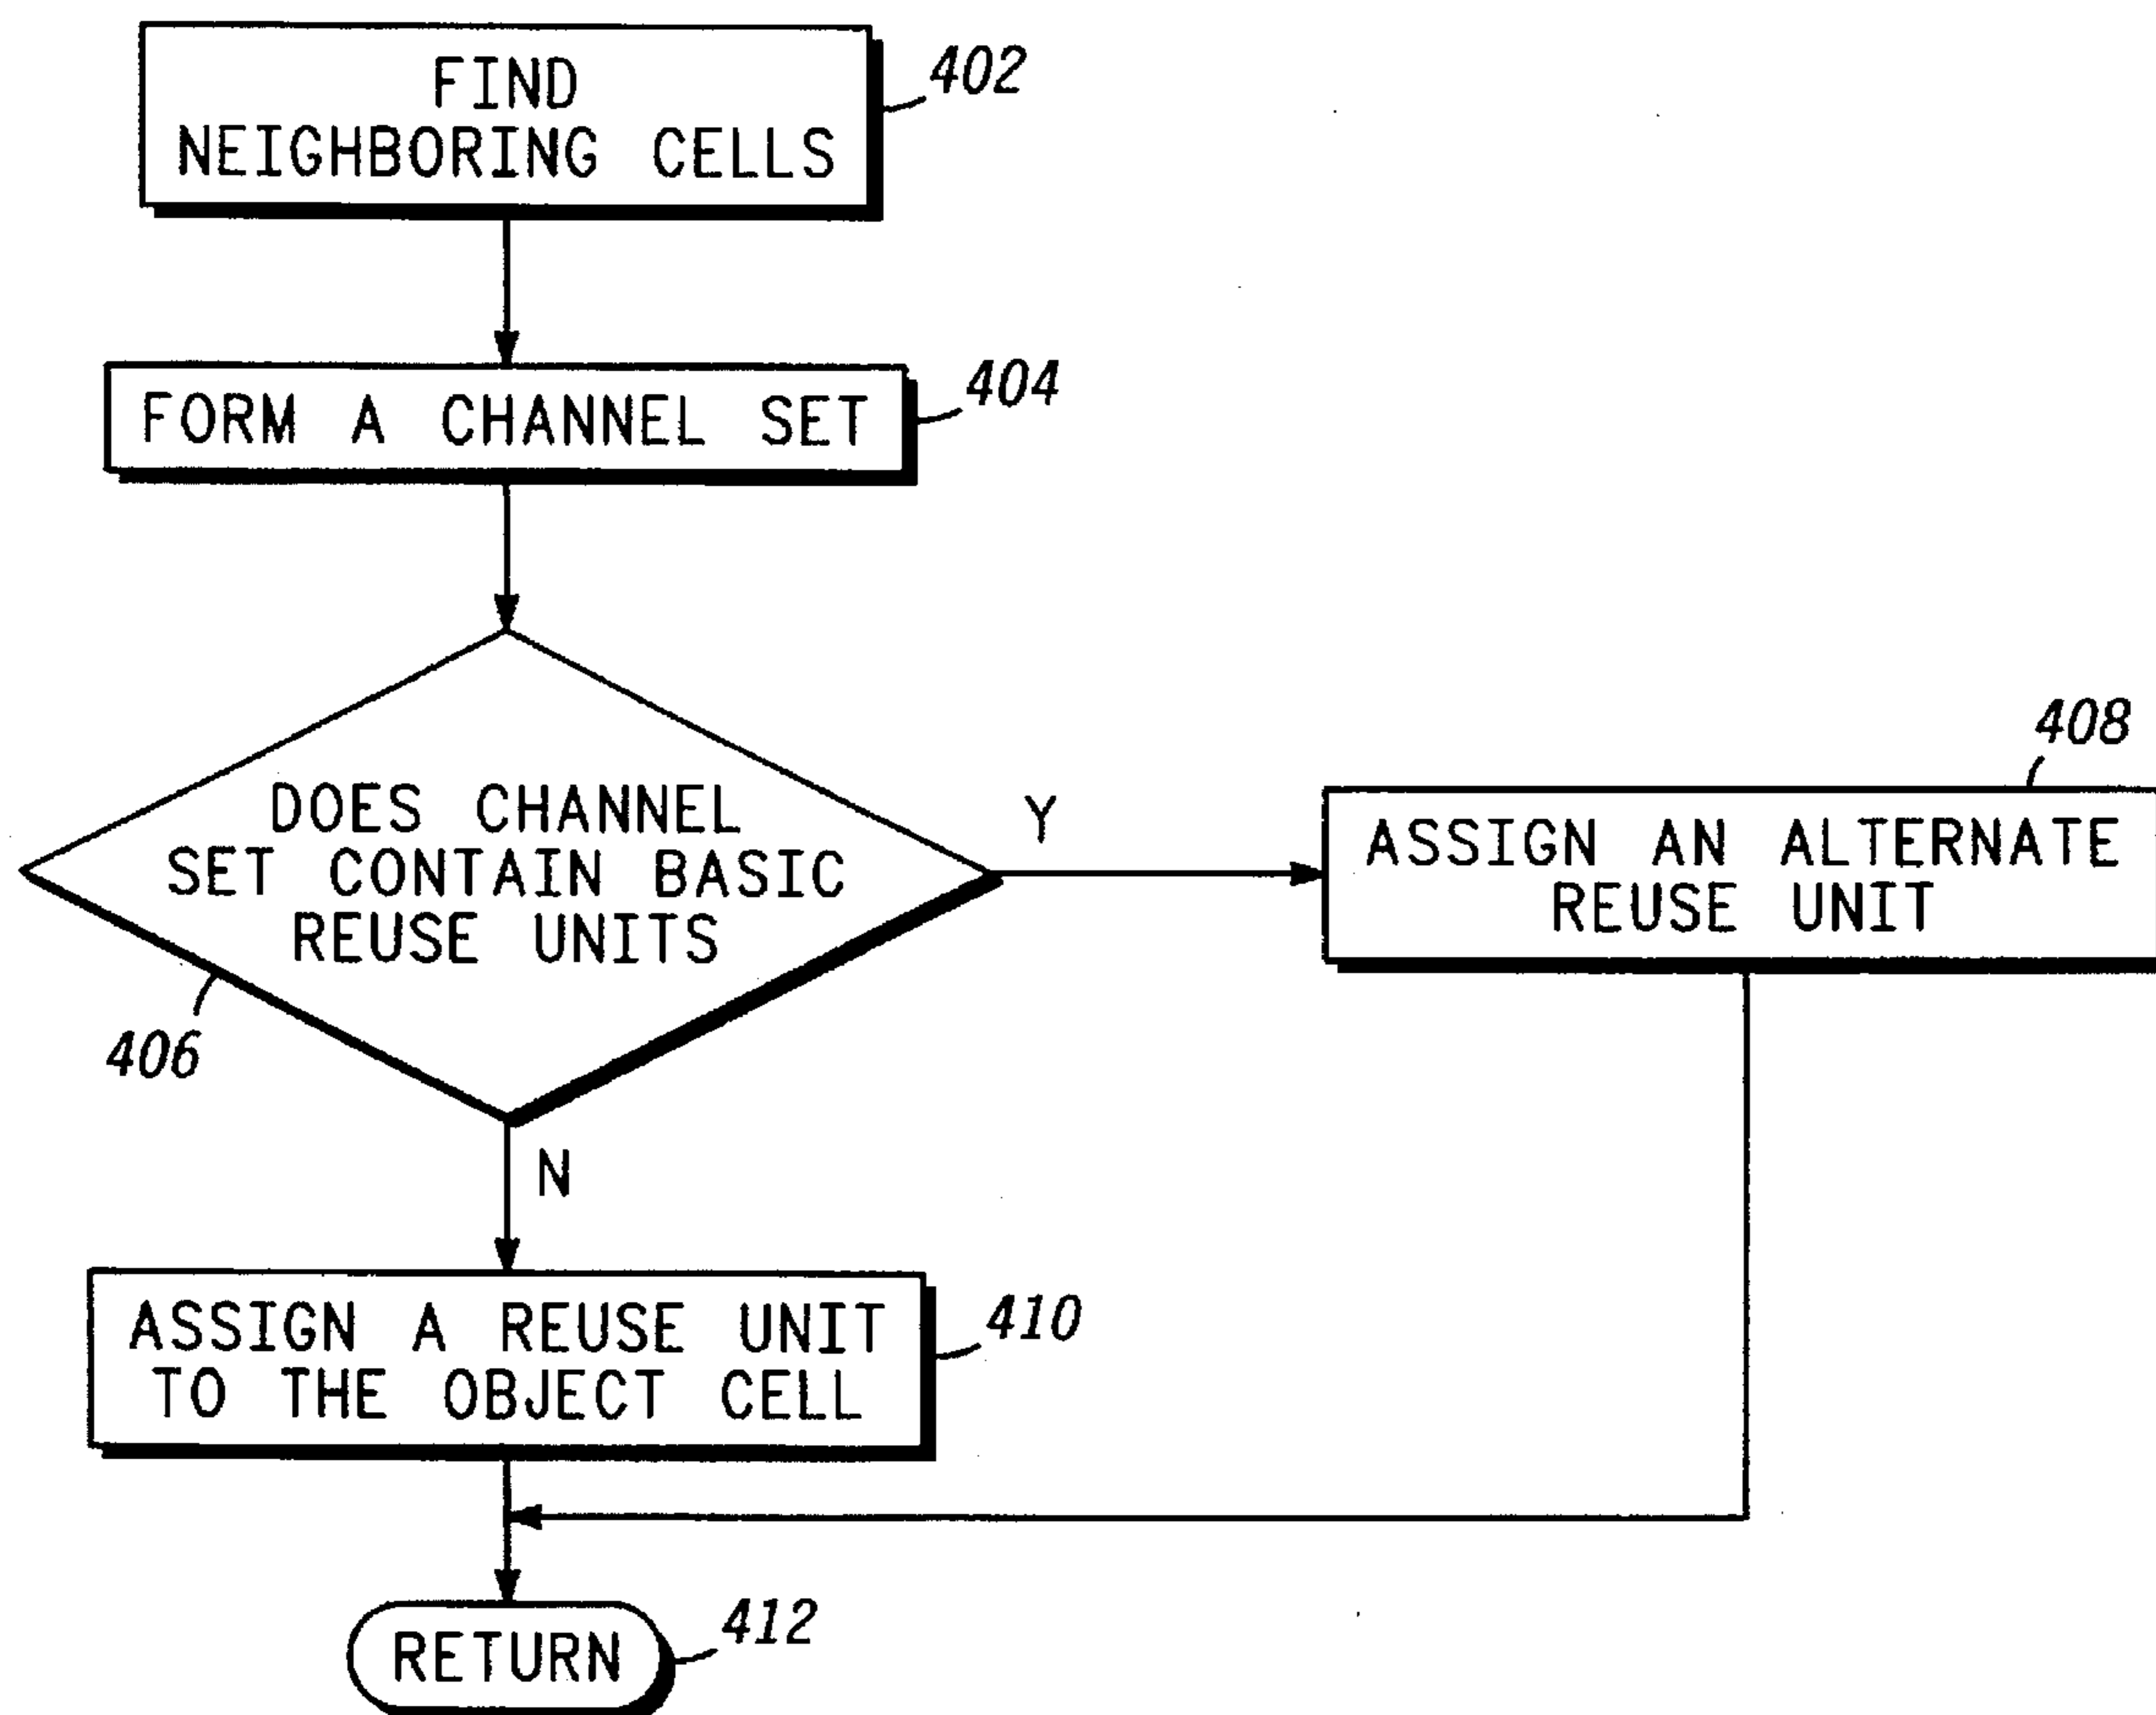 FIND
NEIGHBORING CELLS
402
FORM A CHANNEL SET
404
DOES CHANNEL
SET CONTAIN BASIC
REUSE UNITS
406
Y
408
ASSIGN AN ALTERNATE
REUSE UNIT
N
ASSIGN A REUSE UNIT
TO THE OBJECT CELL
410
RETURN
412